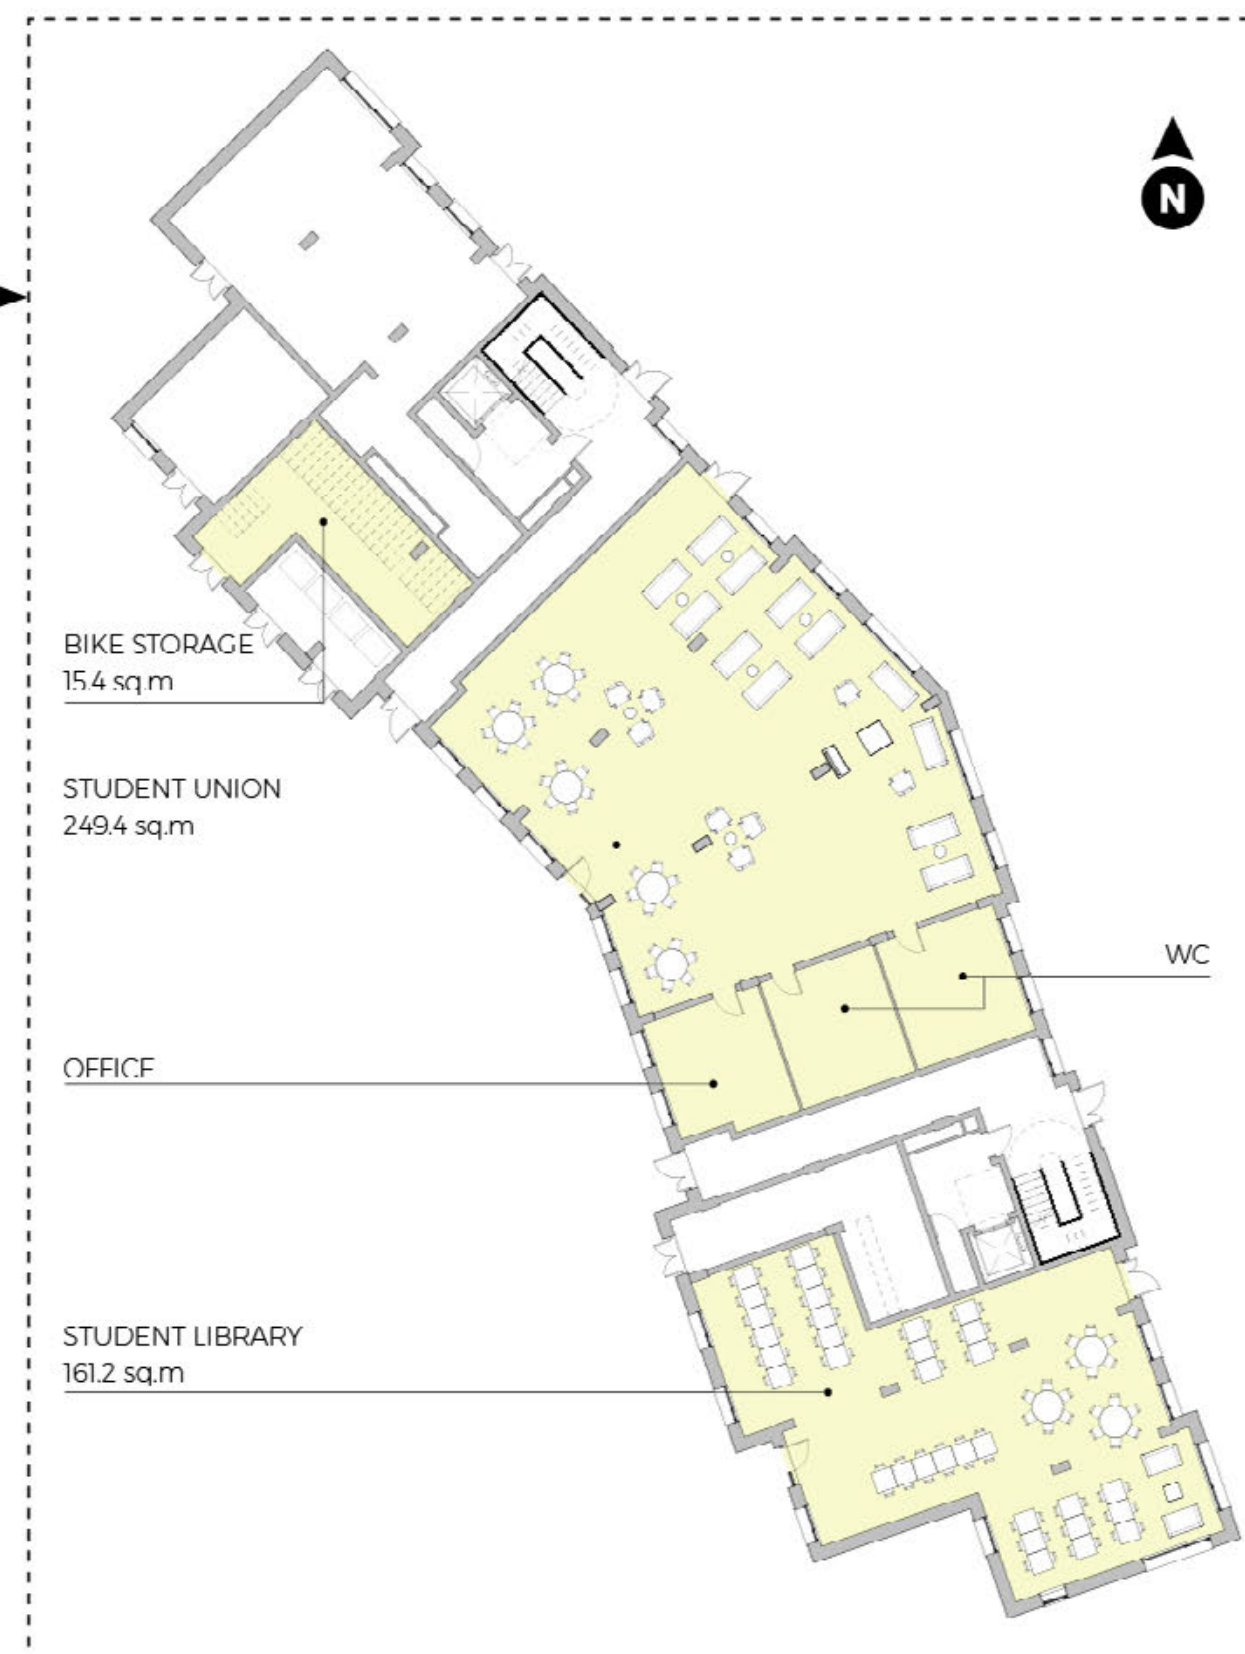 N
BIKE STORAGE
15.4 sq.m
STUDENT UNION
249.4 sq.m
WC
OFFICE
STUDENT LIBRARY
161.2 sq.m